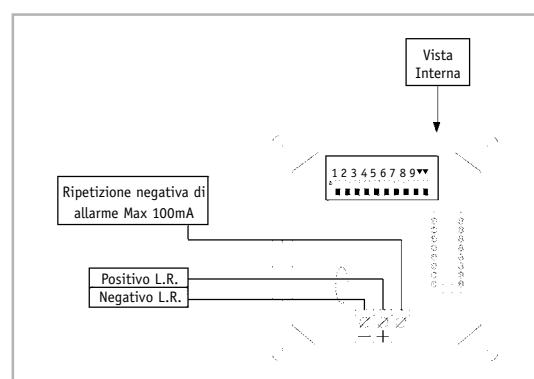 Vista
Interna
1 2 3 4 5 6 7 8 9▼▼
Ripetizione negativa di
allarme Max 100mA
Positivo L.R.
Negativo L.R.
− +